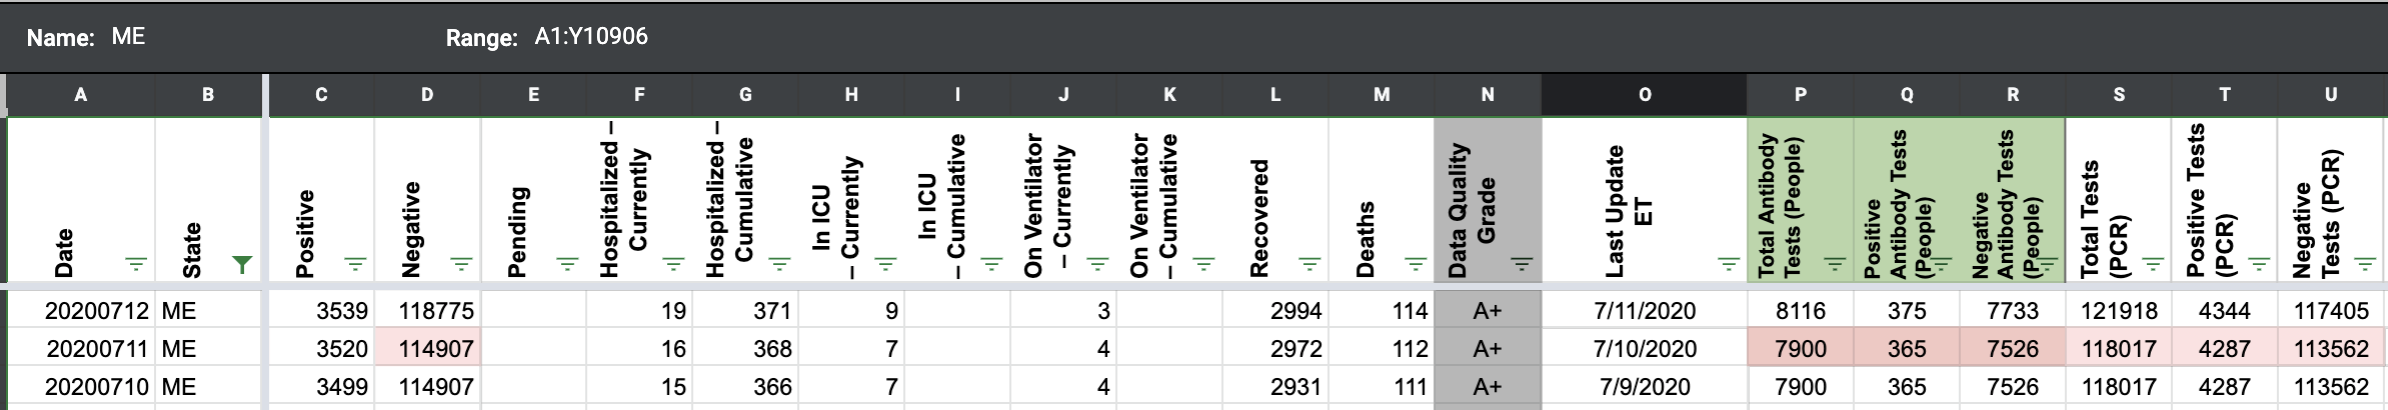 Name: ME Range: A1:Y10906
A B C D E F G H I J K L M N O P Q R S T U
Date
State
Positive
Negative
Pending
Hospitalized –
Currently
Hospitalized –
Cumulative
In ICU
– Currently
In ICU
– Cumulative
On Ventilator
– Currently
On Ventilator
– Cumulative
Recovered
Deaths
Data Quality
Grade
Last Update
ET
Total Antibody
Tests (People)
Positive
Antibody Tests
(People)
Negative
Antibody Tests
(People)
Total Tests
(PCR)
Positive Tests
(PCR)
Negative
Tests (PCR)
20200712 ME 3539 118775 19 371 9 3 2994 114 A+ 7/11/2020 8116 375 7733 121918 4344 117405
20200711 ME 3520 114907 16 368 7 4 2972 112 A+ 7/10/2020 7900 365 7526 118017 4287 113562
20200710 ME 3499 114907 15 366 7 4 2931 111 A+ 7/9/2020 7900 365 7526 118017 4287 113562